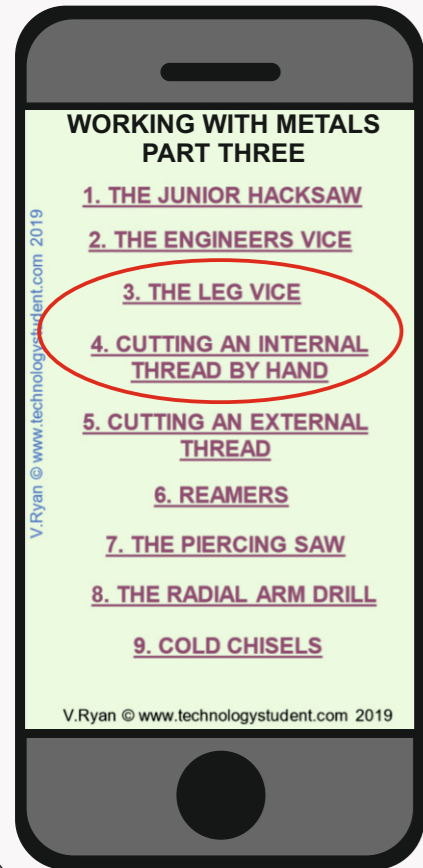 WORKING WITH METALS
PART THREE
1. THE JUNIOR HACKSAW
2. THE ENGINEERS VICE
3. THE LEG VICE
4. CUTTING AN INTERNAL
THREAD BY HAND
5. CUTTING AN EXTERNAL
THREAD
6. REAMERS
7. THE PIERCING SAW
8. THE RADIAL ARM DRILL
9. COLD CHISELS
V.Ryan © www.technologystudent.com 2019
V.Ryan © www.technologystudent.com 2019